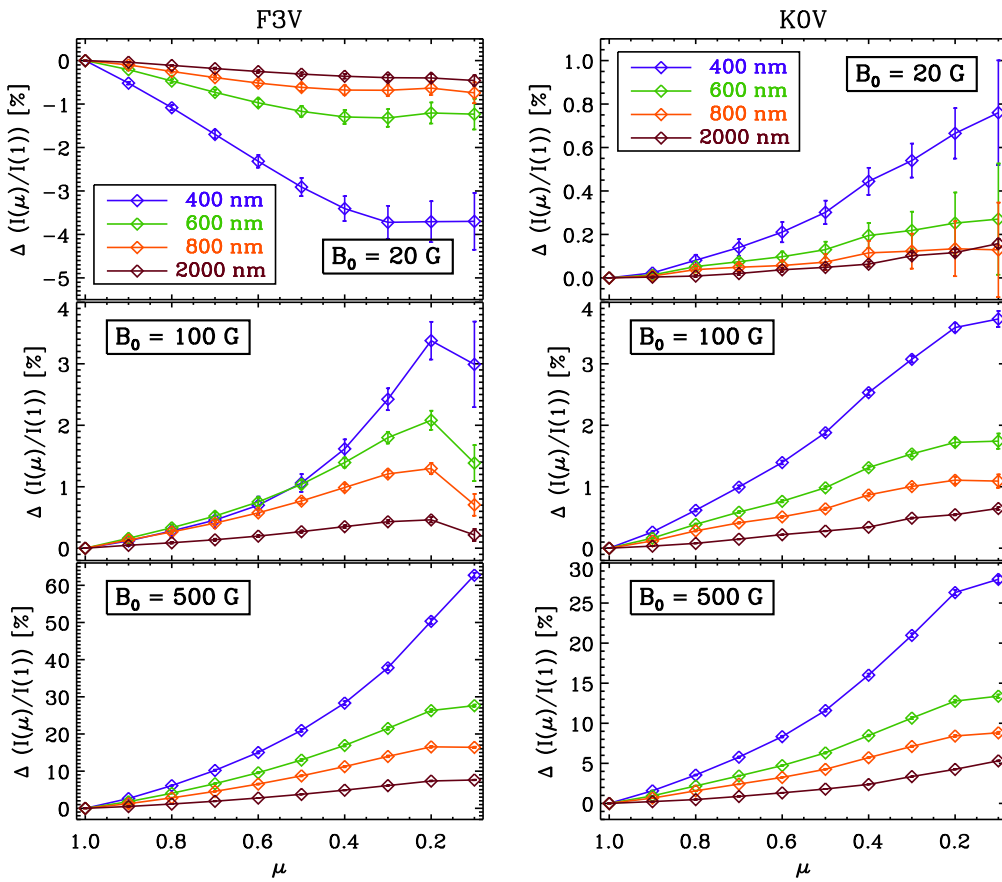 F3V
K0V
Δ (I(μ)/I(1)) [%]
0
-1
-2
-3
-4
-5
400 nm
600 nm
800 nm
2000 nm
B₀ = 20 G
Δ (I(μ)/I(1)) [%]
1.0
0.8
0.6
0.4
0.2
0.0
400 nm
600 nm
800 nm
2000 nm
B₀ = 20 G
Δ (I(μ)/I(1)) [%]
4
3
2
1
0
B₀ = 100 G
Δ (I(μ)/I(1)) [%]
4
3
2
1
0
B₀ = 100 G
Δ (I(μ)/I(1)) [%]
60
50
40
30
20
10
0
B₀ = 500 G
1.0 0.8 0.6 0.4 0.2
μ
Δ (I(μ)/I(1)) [%]
30
25
20
15
10
5
0
B₀ = 500 G
1.0 0.8 0.6 0.4 0.2
μ